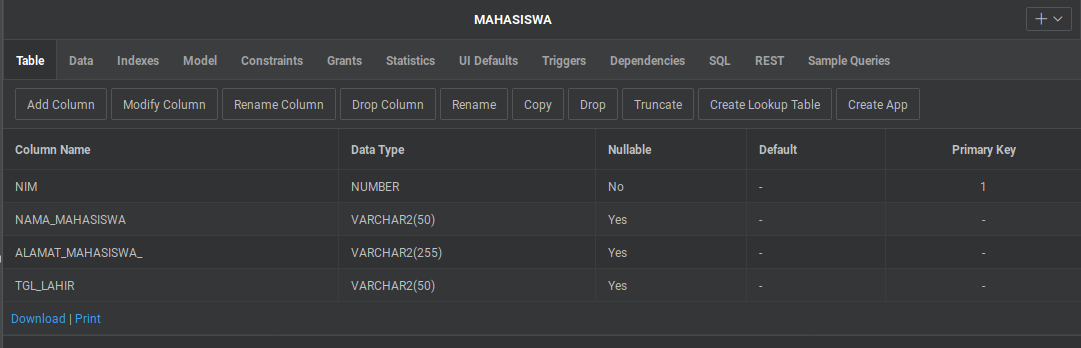 MAHASISWA
Table Data Indexes Model Constraints Grants Statistics UI Defaults Triggers Dependencies SQL REST Sample Queries
Add Column Modify Column Rename Column Drop Column Rename Copy Drop Truncate Create Lookup Table Create App
Column Name Data Type Nullable Default Primary Key
NIM NUMBER No - 1
NAMA_MAHASISWA VARCHAR2(50) Yes - -
ALAMAT_MAHASISWA_ VARCHAR2(255) Yes - -
TGL_LAHIR VARCHAR2(50) Yes - -
Download | Print